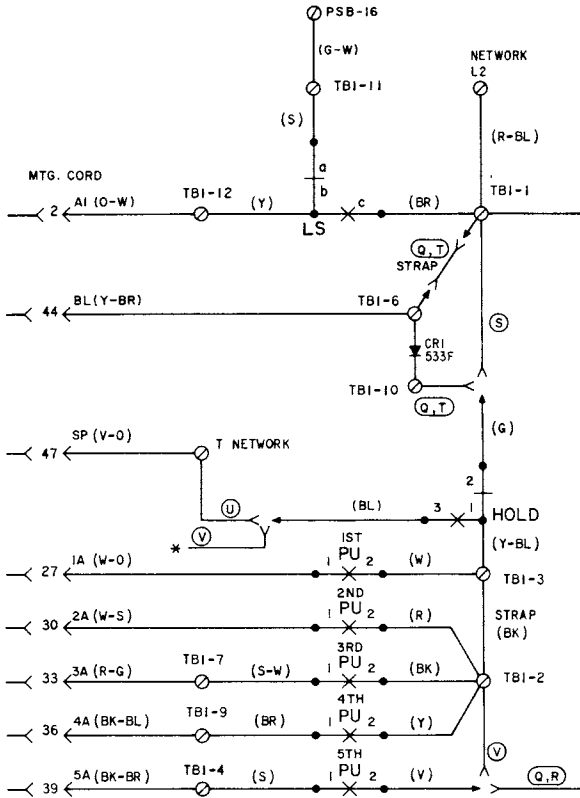 PSB-16
(G-W)
NETWORK
L2
TB1-11
(S)
(R-BL)
a
b
MTG. CORD
TB1-12
TB1-1
2 A1 (O-W) (Y) c (BR)
LS
Q,T
STRAP
44 BL(Y-BR) TB1-6
S
CR1
533F
TB1-10
Q,T
(G)
47 SP (V-O) T NETWORK
2
U (BL) 3 1 HOLD
V
*
(Y-BL)
1ST
27 1A (W-O) 1 PU 2 (W) TB1-3
2ND
STRAP
30 2A (W-S) 1 PU 2 (R)
(BK)
3RD
33 3A (R-G) TB1-7 (S-W) 1 PU 2 (BK) TB1-2
4TH
36 4A (BK-BL) TB1-9 (BR) 1 PU 2 (Y)
5TH
V
39 5A (BK-BR) TB1-4 (S) 1 PU 2 (V) Q,R